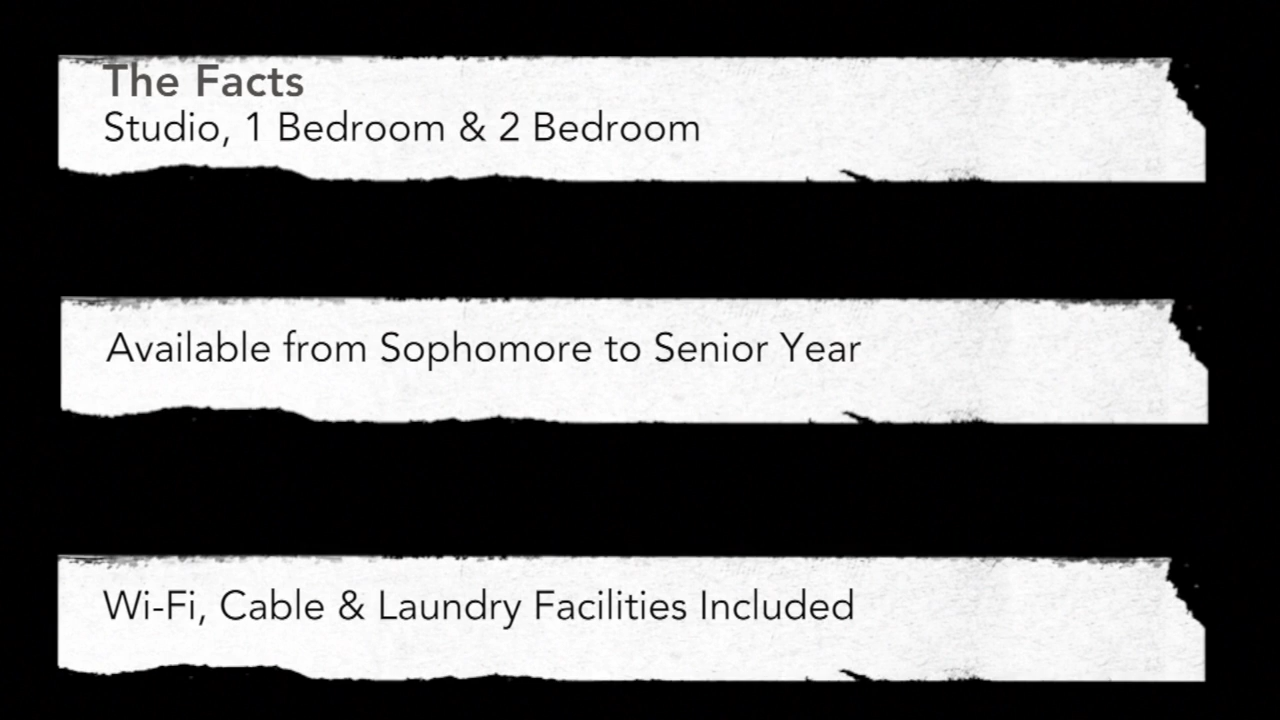 The Facts
Studio, 1 Bedroom & 2 Bedroom
Available from Sophomore to Senior Year
Wi-Fi, Cable & Laundry Facilities Included